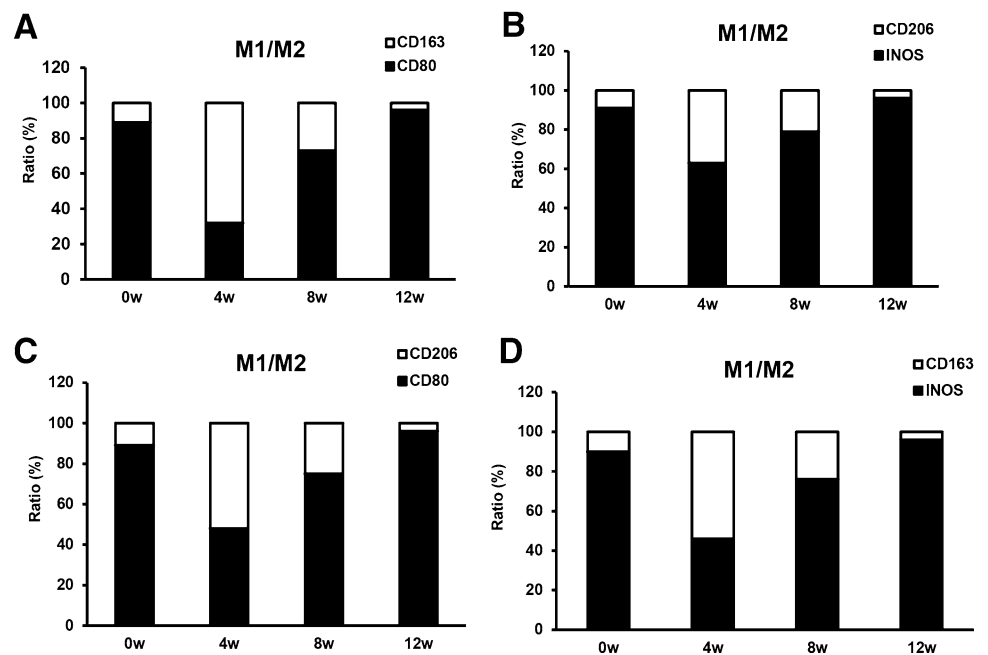 A
M1/M2
CD163
CD80
Ratio (%)
120
100
80
60
40
20
0
0w 4w 8w 12w
B
M1/M2
CD206
INOS
Ratio (%)
120
100
80
60
40
20
0
0w 4w 8w 12w
C
M1/M2
CD206
CD80
Ratio (%)
120
100
80
60
40
20
0
0w 4w 8w 12w
D
M1/M2
CD163
INOS
Ratio (%)
120
100
80
60
40
20
0
0w 4w 8w 12w